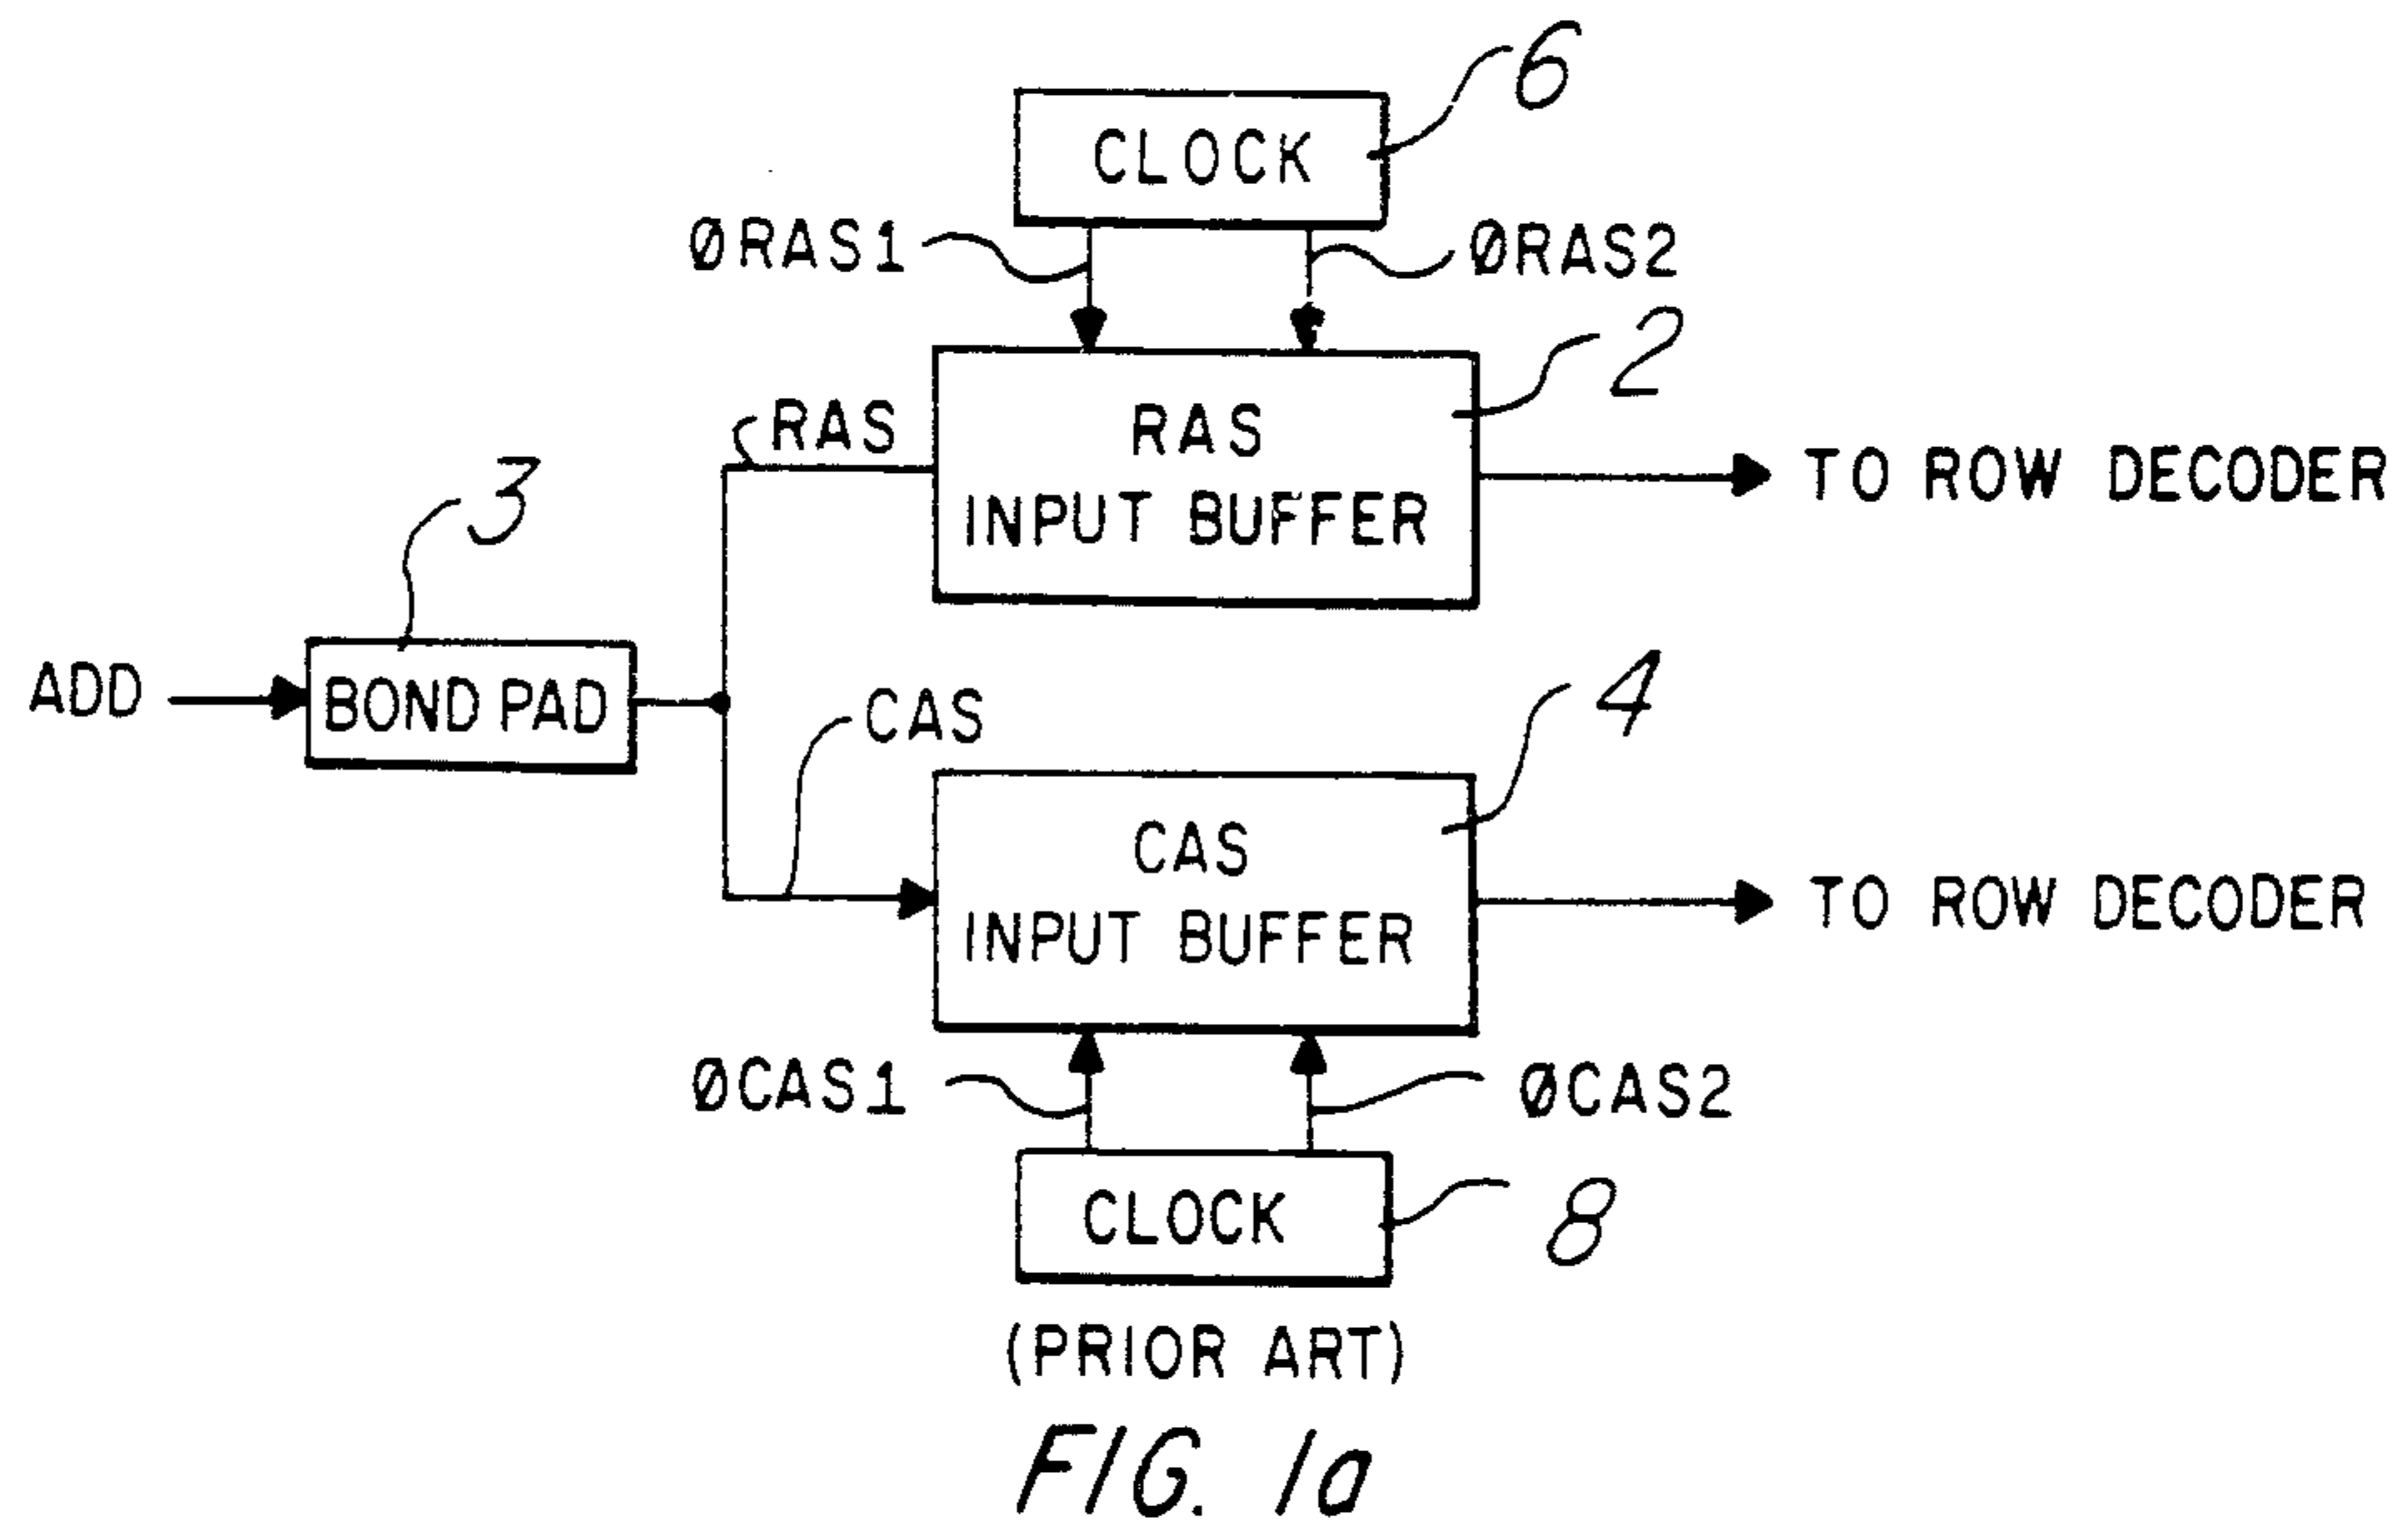 6
CLOCK
ØRAS1
ØRAS2
2
RAS
RAS
INPUT BUFFER
TO ROW DECODER
3
ADD
BOND PAD
CAS
4
CAS
INPUT BUFFER
TO ROW DECODER
ØCAS1
ØCAS2
CLOCK
8
(PRIOR ART)
FIG. 1a